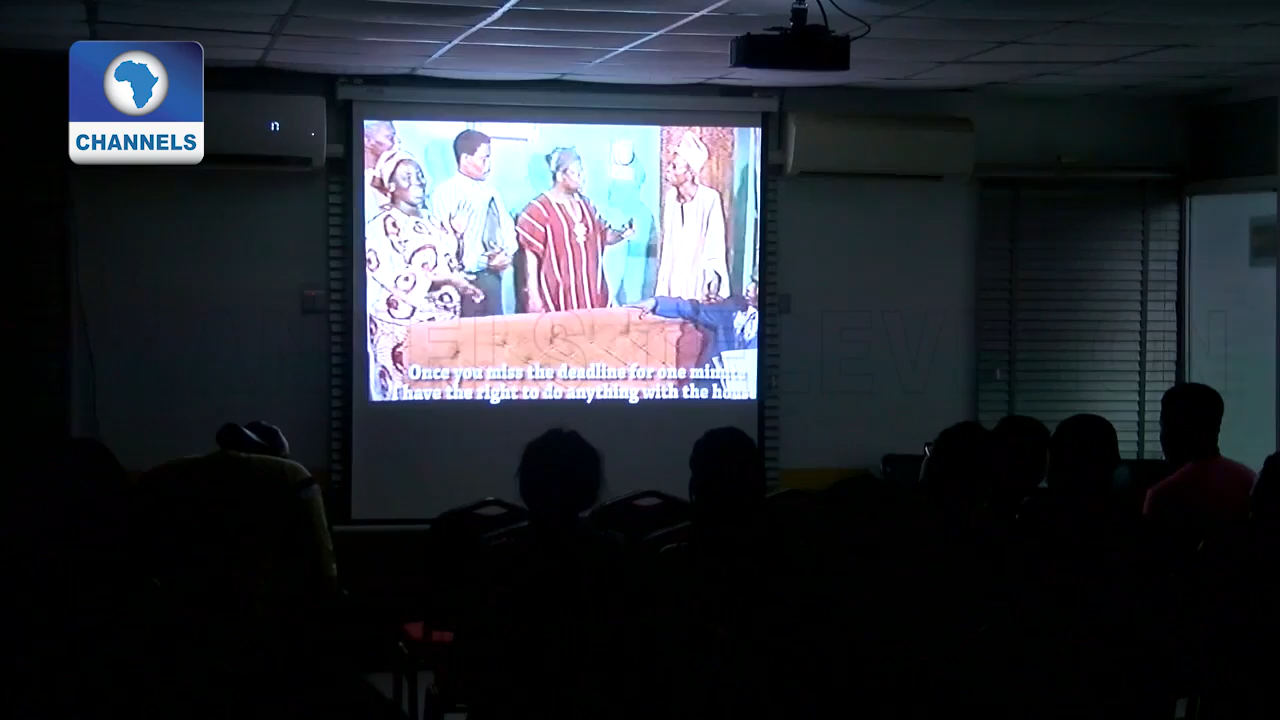 CHANNELS
Once you miss the deadline for one minute
I have the right to do anything with the house